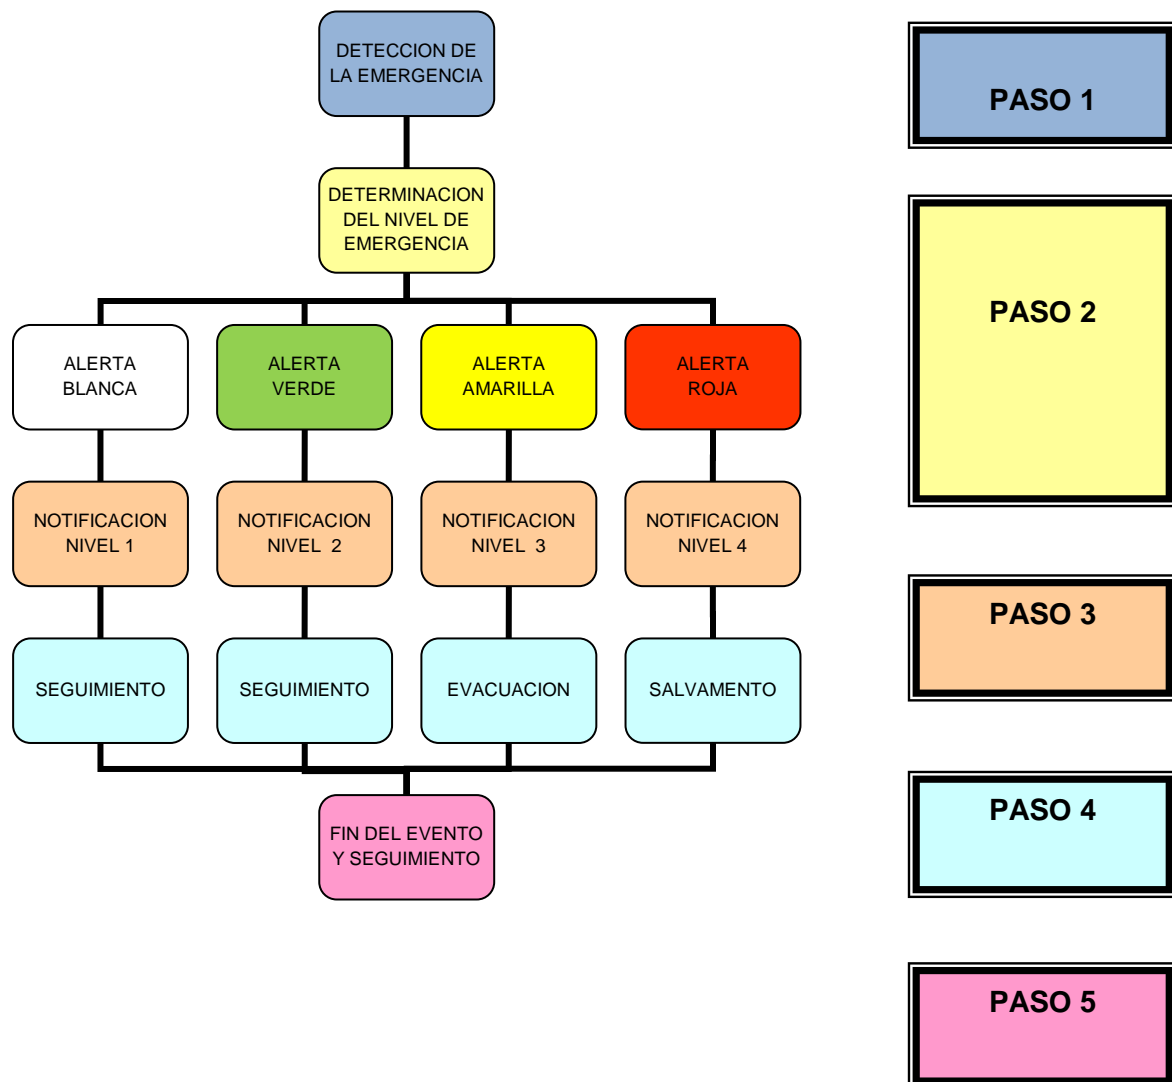 DETECCION DE
LA EMERGENCIA
PASO 1
DETERMINACION
DEL NIVEL DE
EMERGENCIA
PASO 2
ALERTA
BLANCA
ALERTA
VERDE
ALERTA
AMARILLA
ALERTA
ROJA
NOTIFICACION
NIVEL 1
NOTIFICACION
NIVEL  2
NOTIFICACION
NIVEL  3
NOTIFICACION
NIVEL 4
PASO 3
SEGUIMIENTO
SEGUIMIENTO
EVACUACION
SALVAMENTO
PASO 4
FIN DEL EVENTO
Y SEGUIMIENTO
PASO 5